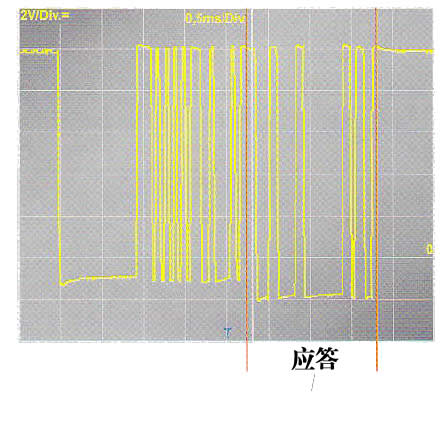 2V/Div.=
0,5ms/Div
0
T
应答